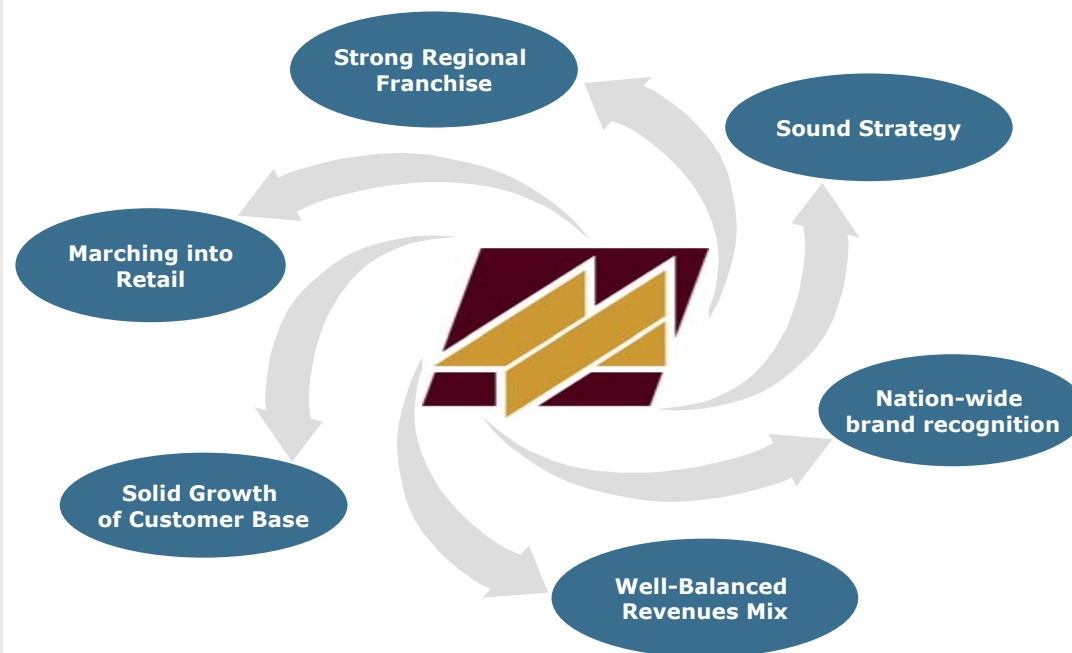 Strong Regional
Franchise
Sound Strategy
Marching into
Retail
Nation-wide
brand recognition
Solid Growth
of Customer Base
Well-Balanced
Revenues Mix